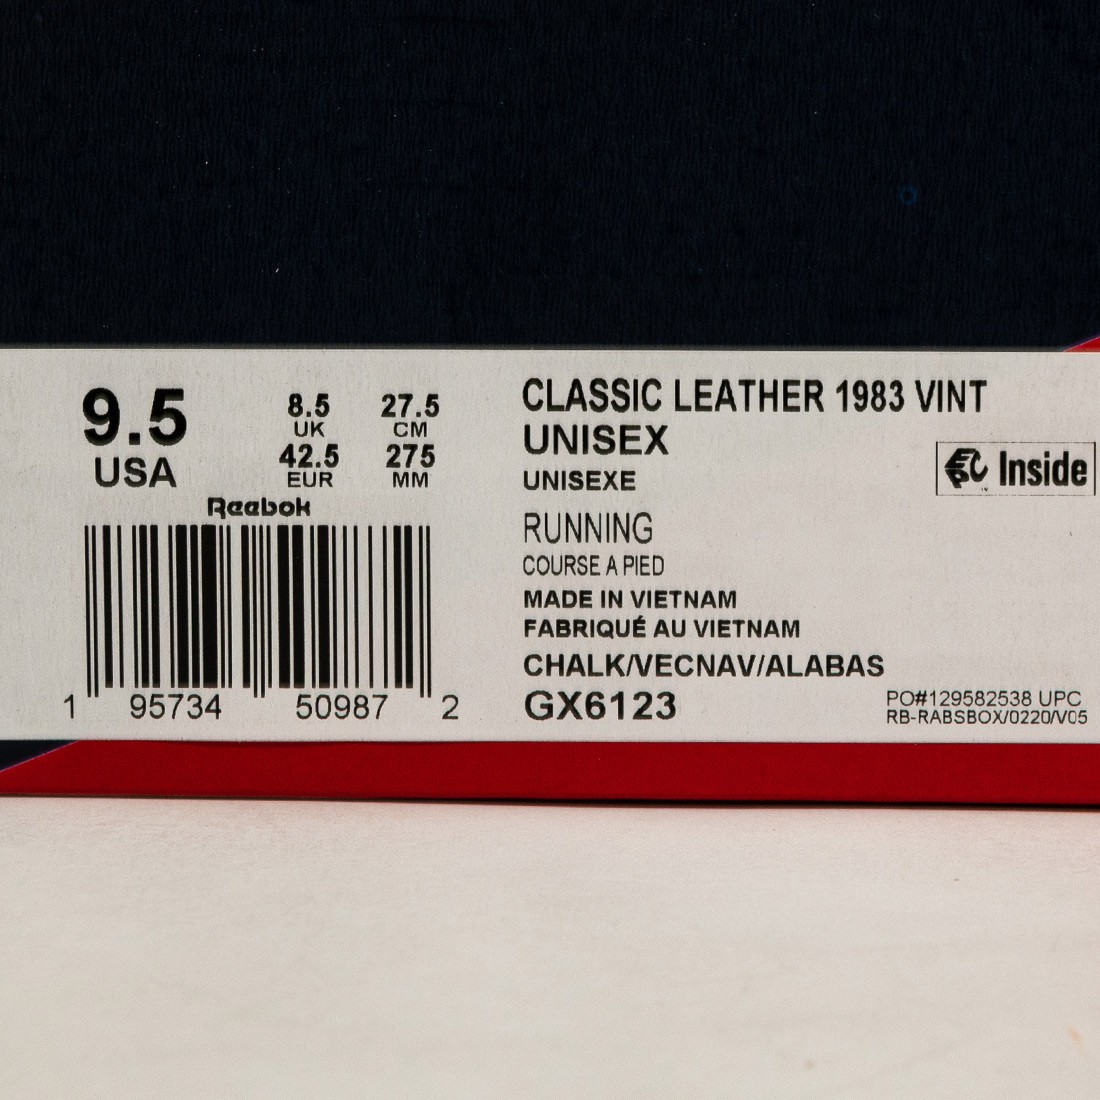 9.5
USA
8.5
UK
42.5
EUR
27.5
CM
275
MM
Reebok
1 95734 50987 2
CLASSIC LEATHER 1983 VINT
UNISEX
UNISEXE
RUNNING
COURSE A PIED
MADE IN VIETNAM
FABRIQUÉ AU VIETNAM
CHALK/VECNAV/ALABAS
GX6123
Inside
PO#129582538 UPC
RB-RABSBOX/0220/V05